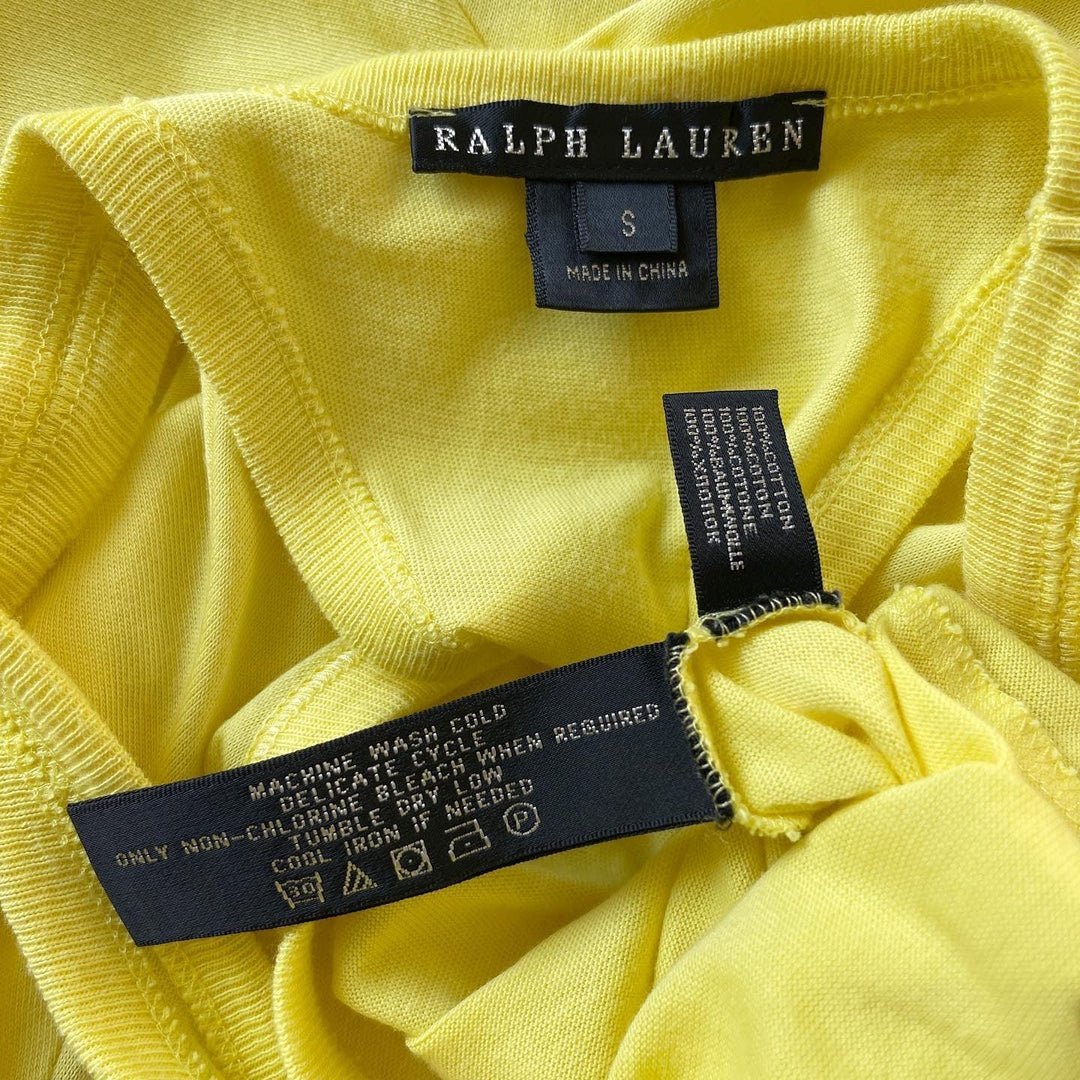 RALPH LAUREN
S
MADE IN CHINA
100%COTTON
100%COTON
100%COTONE
100%BAUMWOLLE
100%ХЛОПОК
MACHINE WASH COLD
DELICATE CYCLE
ONLY NON-CHLORINE BLEACH WHEN REQUIRED
TUMBLE DRY LOW
COOL IRON IF NEEDED
30
P